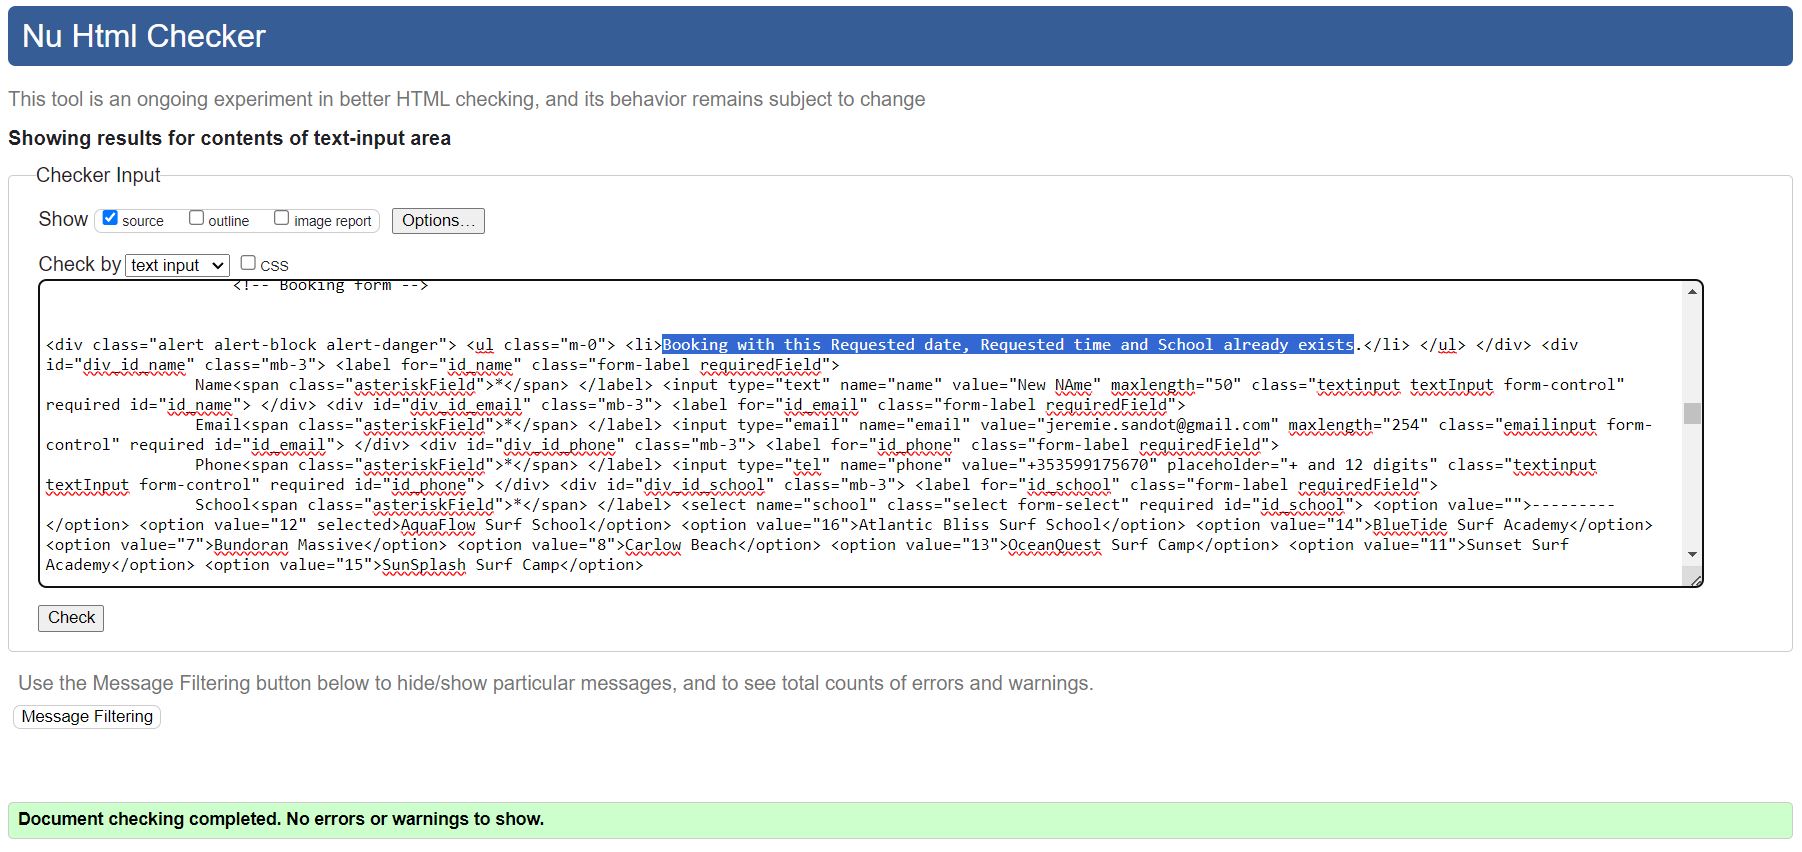 Nu Html Checker
This tool is an ongoing experiment in better HTML checking, and its behavior remains subject to change
Showing results for contents of text-input area
Checker Input
Show source outline image report Options...
Check by text input CSS
<!-- Booking form -->
<div class="alert alert-block alert-danger"> <ul class="m-0"> <li>Booking with this Requested date, Requested time and School already exists.</li> </ul> </div> <div
id="div_id_name" class="mb-3"> <label for="id_name" class="form-label requiredField">
Name<span class="asteriskField">*</span> </label> <input type="text" name="name" value="New NAme" maxlength="50" class="textinput textInput form-control"
required id="id_name"> </div> <div id="div_id_email" class="mb-3"> <label for="id_email" class="form-label requiredField">
Email<span class="asteriskField">*</span> </label> <input type="email" name="email" value="jeremie.sandot@gmail.com" maxlength="254" class="emailinput form-
control" required id="id_email"> </div> <div id="div_id_phone" class="mb-3"> <label for="id_phone" class="form-label requiredField">
Phone<span class="asteriskField">*</span> </label> <input type="tel" name="phone" value="+353599175670" placeholder="+ and 12 digits" class="textinput
textInput form-control" required id="id_phone"> </div> <div id="div_id_school" class="mb-3"> <label for="id_school" class="form-label requiredField">
School<span class="asteriskField">*</span> </label> <select name="school" class="select form-select" required id="id_school"> <option value="">---------
</option> <option value="12" selected>AquaFlow Surf School</option> <option value="16">Atlantic Bliss Surf School</option> <option value="14">BlueTide Surf Academy</option>
<option value="7">Bundoran Massive</option> <option value="8">Carlow Beach</option> <option value="13">OceanQuest Surf Camp</option> <option value="11">Sunset Surf
Academy</option> <option value="15">SunSplash Surf Camp</option>
Check
Use the Message Filtering button below to hide/show particular messages, and to see total counts of errors and warnings.
Message Filtering
Document checking completed. No errors or warnings to show.